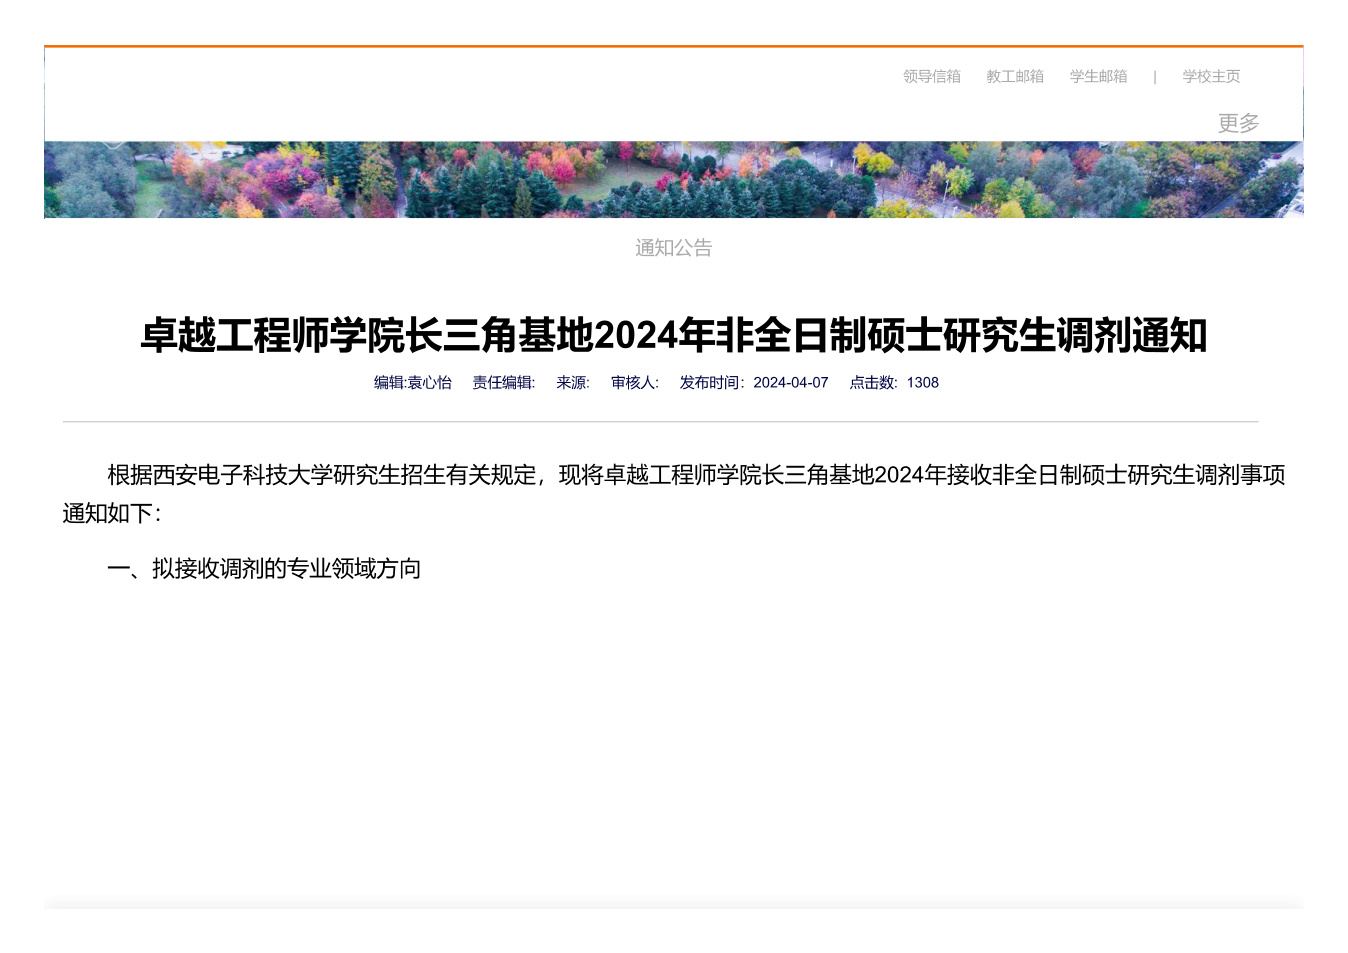 领导信箱 教工邮箱 学生邮箱 | 学校主页
更多
通知公告
卓越工程师学院长三角基地2024年非全日制硕士研究生调剂通知
编辑:袁心怡 责任编辑: 来源: 审核人: 发布时间：2024-04-07 点击数: 1308
根据西安电子科技大学研究生招生有关规定，现将卓越工程师学院长三角基地2024年接收非全日制硕士研究生调剂事项
通知如下：
一、拟接收调剂的专业领域方向